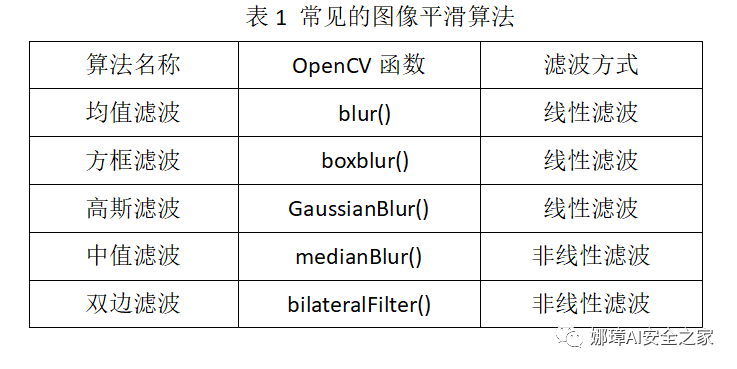 表 1 常见的图像平滑算法
算法名称 OpenCV 函数 滤波方式
均值滤波 blur() 线性滤波
方框滤波 boxblur() 线性滤波
高斯滤波 GaussianBlur() 线性滤波
中值滤波 medianBlur() 非线性滤波
双边滤波 bilateralFilter() 非线性滤波
娜璋AI安全之家